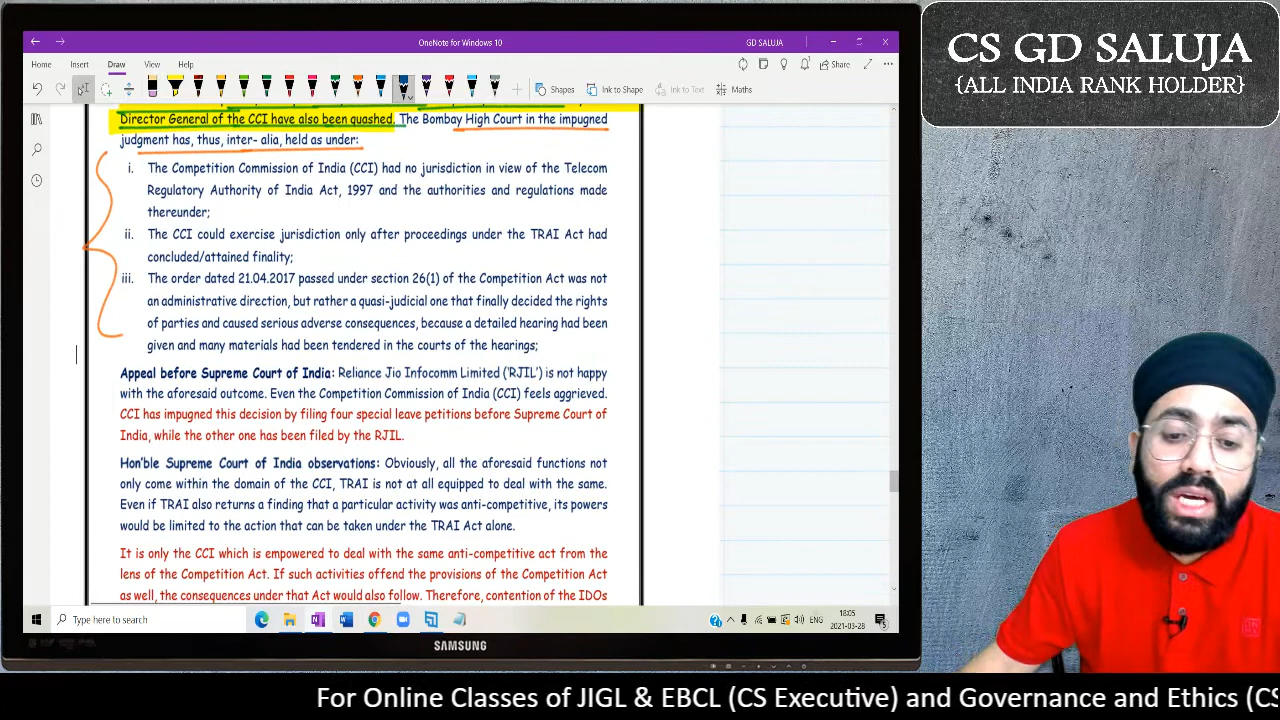 OneNote for Windows 10
GD SALUJA
Home Insert Draw View Help
Share
Shapes Ink to Shape Ink to Text Maths
Director General of the CCI have also been quashed. The Bombay High Court in the impugned
judgment has, thus, inter- alia, held as under:
i. The Competition Commission of India (CCI) had no jurisdiction in view of the Telecom
Regulatory Authority of India Act, 1997 and the authorities and regulations made
thereunder;
ii. The CCI could exercise jurisdiction only after proceedings under the TRAI Act had
concluded/attained finality;
iii. The order dated 21.04.2017 passed under section 26(1) of the Competition Act was not
an administrative direction, but rather a quasi-judicial one that finally decided the rights
of parties and caused serious adverse consequences, because a detailed hearing had been
given and many materials had been tendered in the courts of the hearings;
Appeal before Supreme Court of India: Reliance Jio Infocomm Limited ('RJIL') is not happy
with the aforesaid outcome. Even the Competition Commission of India (CCI) feels aggrieved.
CCI has impugned this decision by filing four special leave petitions before Supreme Court of
India, while the other one has been filed by the RJIL.
Hon'ble Supreme Court of India observations: Obviously, all the aforesaid functions not
only come within the domain of the CCI, TRAI is not at all equipped to deal with the same.
Even if TRAI also returns a finding that a particular activity was anti-competitive, its powers
would be limited to the action that can be taken under the TRAI Act alone.
It is only the CCI which is empowered to deal with the same anti-competitive act from the
lens of the Competition Act. If such activities offend the provisions of the Competition Act
as well, the consequences under that Act would also follow. Therefore, contention of the IDOs
Type here to search
ENG
18:05
2021-03-28
SAMSUNG
CS GD SALUJA
{ALL INDIA RANK HOLDER}
For Online Classes of JIGL & EBCL (CS Executive) and Governance and Ethics (CS